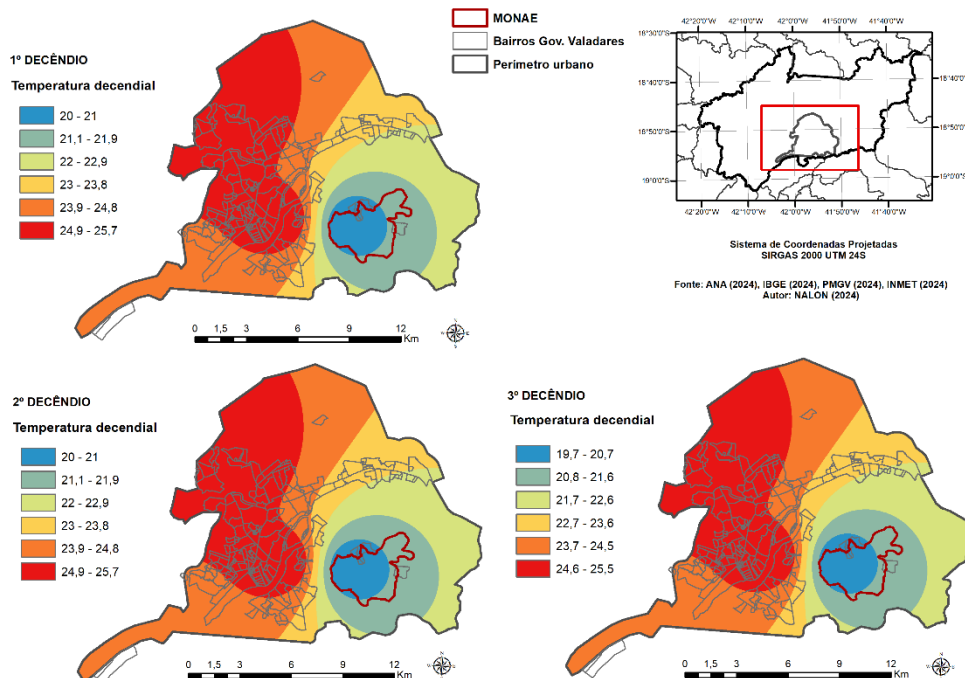 MONAE
Bairros Gov. Valadares
Perímetro urbano
1º DECÊNDIO
Temperatura decendial
20 - 21
21,1 - 21,9
22 - 22,9
23 - 23,8
23,9 - 24,8
24,9 - 25,7
0 1,5 3 6 9 12
Km
42°20'0"W 42°10'0"W 42°0'0"W 41°50'0"W 41°40'0"W
18°30'0"S
18°40'0"S 18°40'0"S
18°50'0"S 18°50'0"S
19°0'0"S 19°0'0"S
42°20'0"W 42°10'0"W 42°0'0"W 41°50'0"W 41°40'0"W
Sistema de Coordenadas Projetadas
SIRGAS 2000 UTM 24S
Fonte: ANA (2024), IBGE (2024), PMGV (2024), INMET (2024)
Autor: NALON (2024)
2º DECÊNDIO
Temperatura decendial
20 - 21
21,1 - 21,9
22 - 22,9
23 - 23,8
23,9 - 24,8
24,9 - 25,7
0 1,5 3 6 9 12
Km
3º DECÊNDIO
Temperatura decendial
19,7 - 20,7
20,8 - 21,6
21,7 - 22,6
22,7 - 23,6
23,7 - 24,5
24,6 - 25,5
0 1,5 3 6 9 12
Km